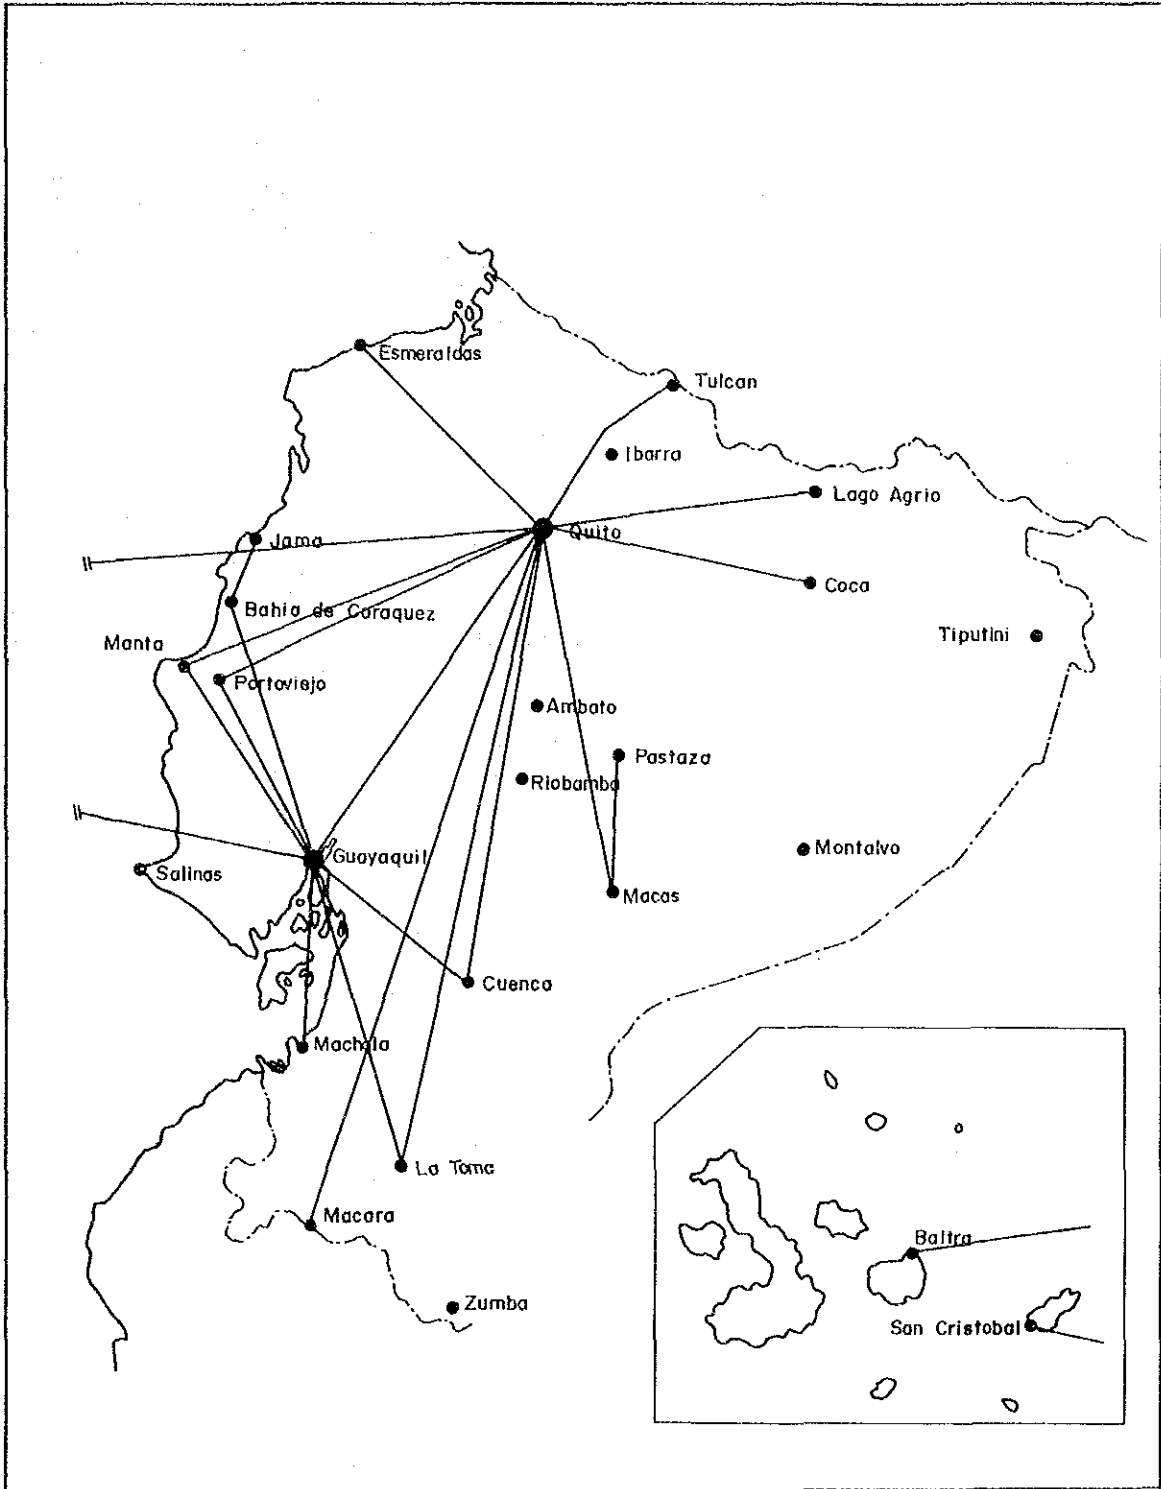 Esmeraldas
Tulcan
Ibarra
Lago Agrio
Quito
Jama
Coca
Bahia de Caraquez
Tiputini
Manta
Portoviejo
Ambato
Pastaza
Riobamba
Montalvo
Guayaquil
Salinas
Macas
Cuenca
Machala
La Toma
Macara
Baltra
Zumba
San Cristobal